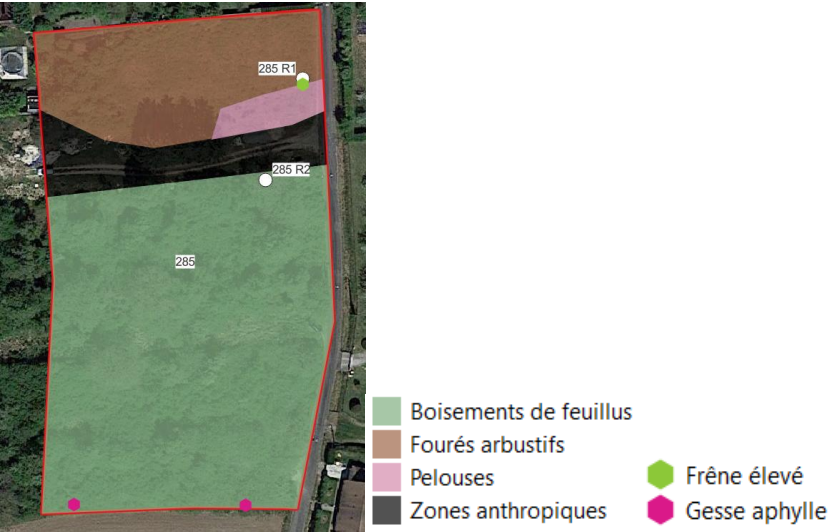 285 R1
285 R2
285
Boisements de feuillus
Fourés arbustifs
Pelouses
Zones anthropiques
Frêne élevé
Gesse aphylle